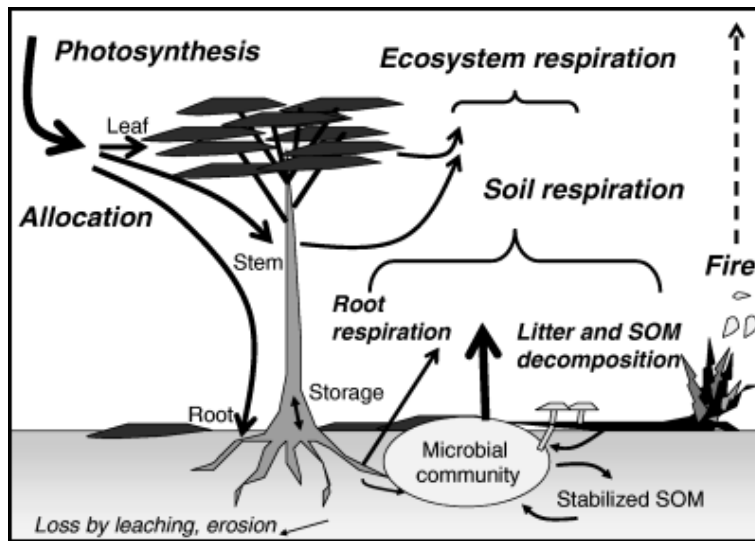 Photosynthesis
Ecosystem respiration
Leaf
Allocation
Soil respiration
Stem
Fire
Root
respiration
Litter and SOM
decomposition
Storage
Root
Microbial
community
Stabilized SOM
Loss by leaching, erosion